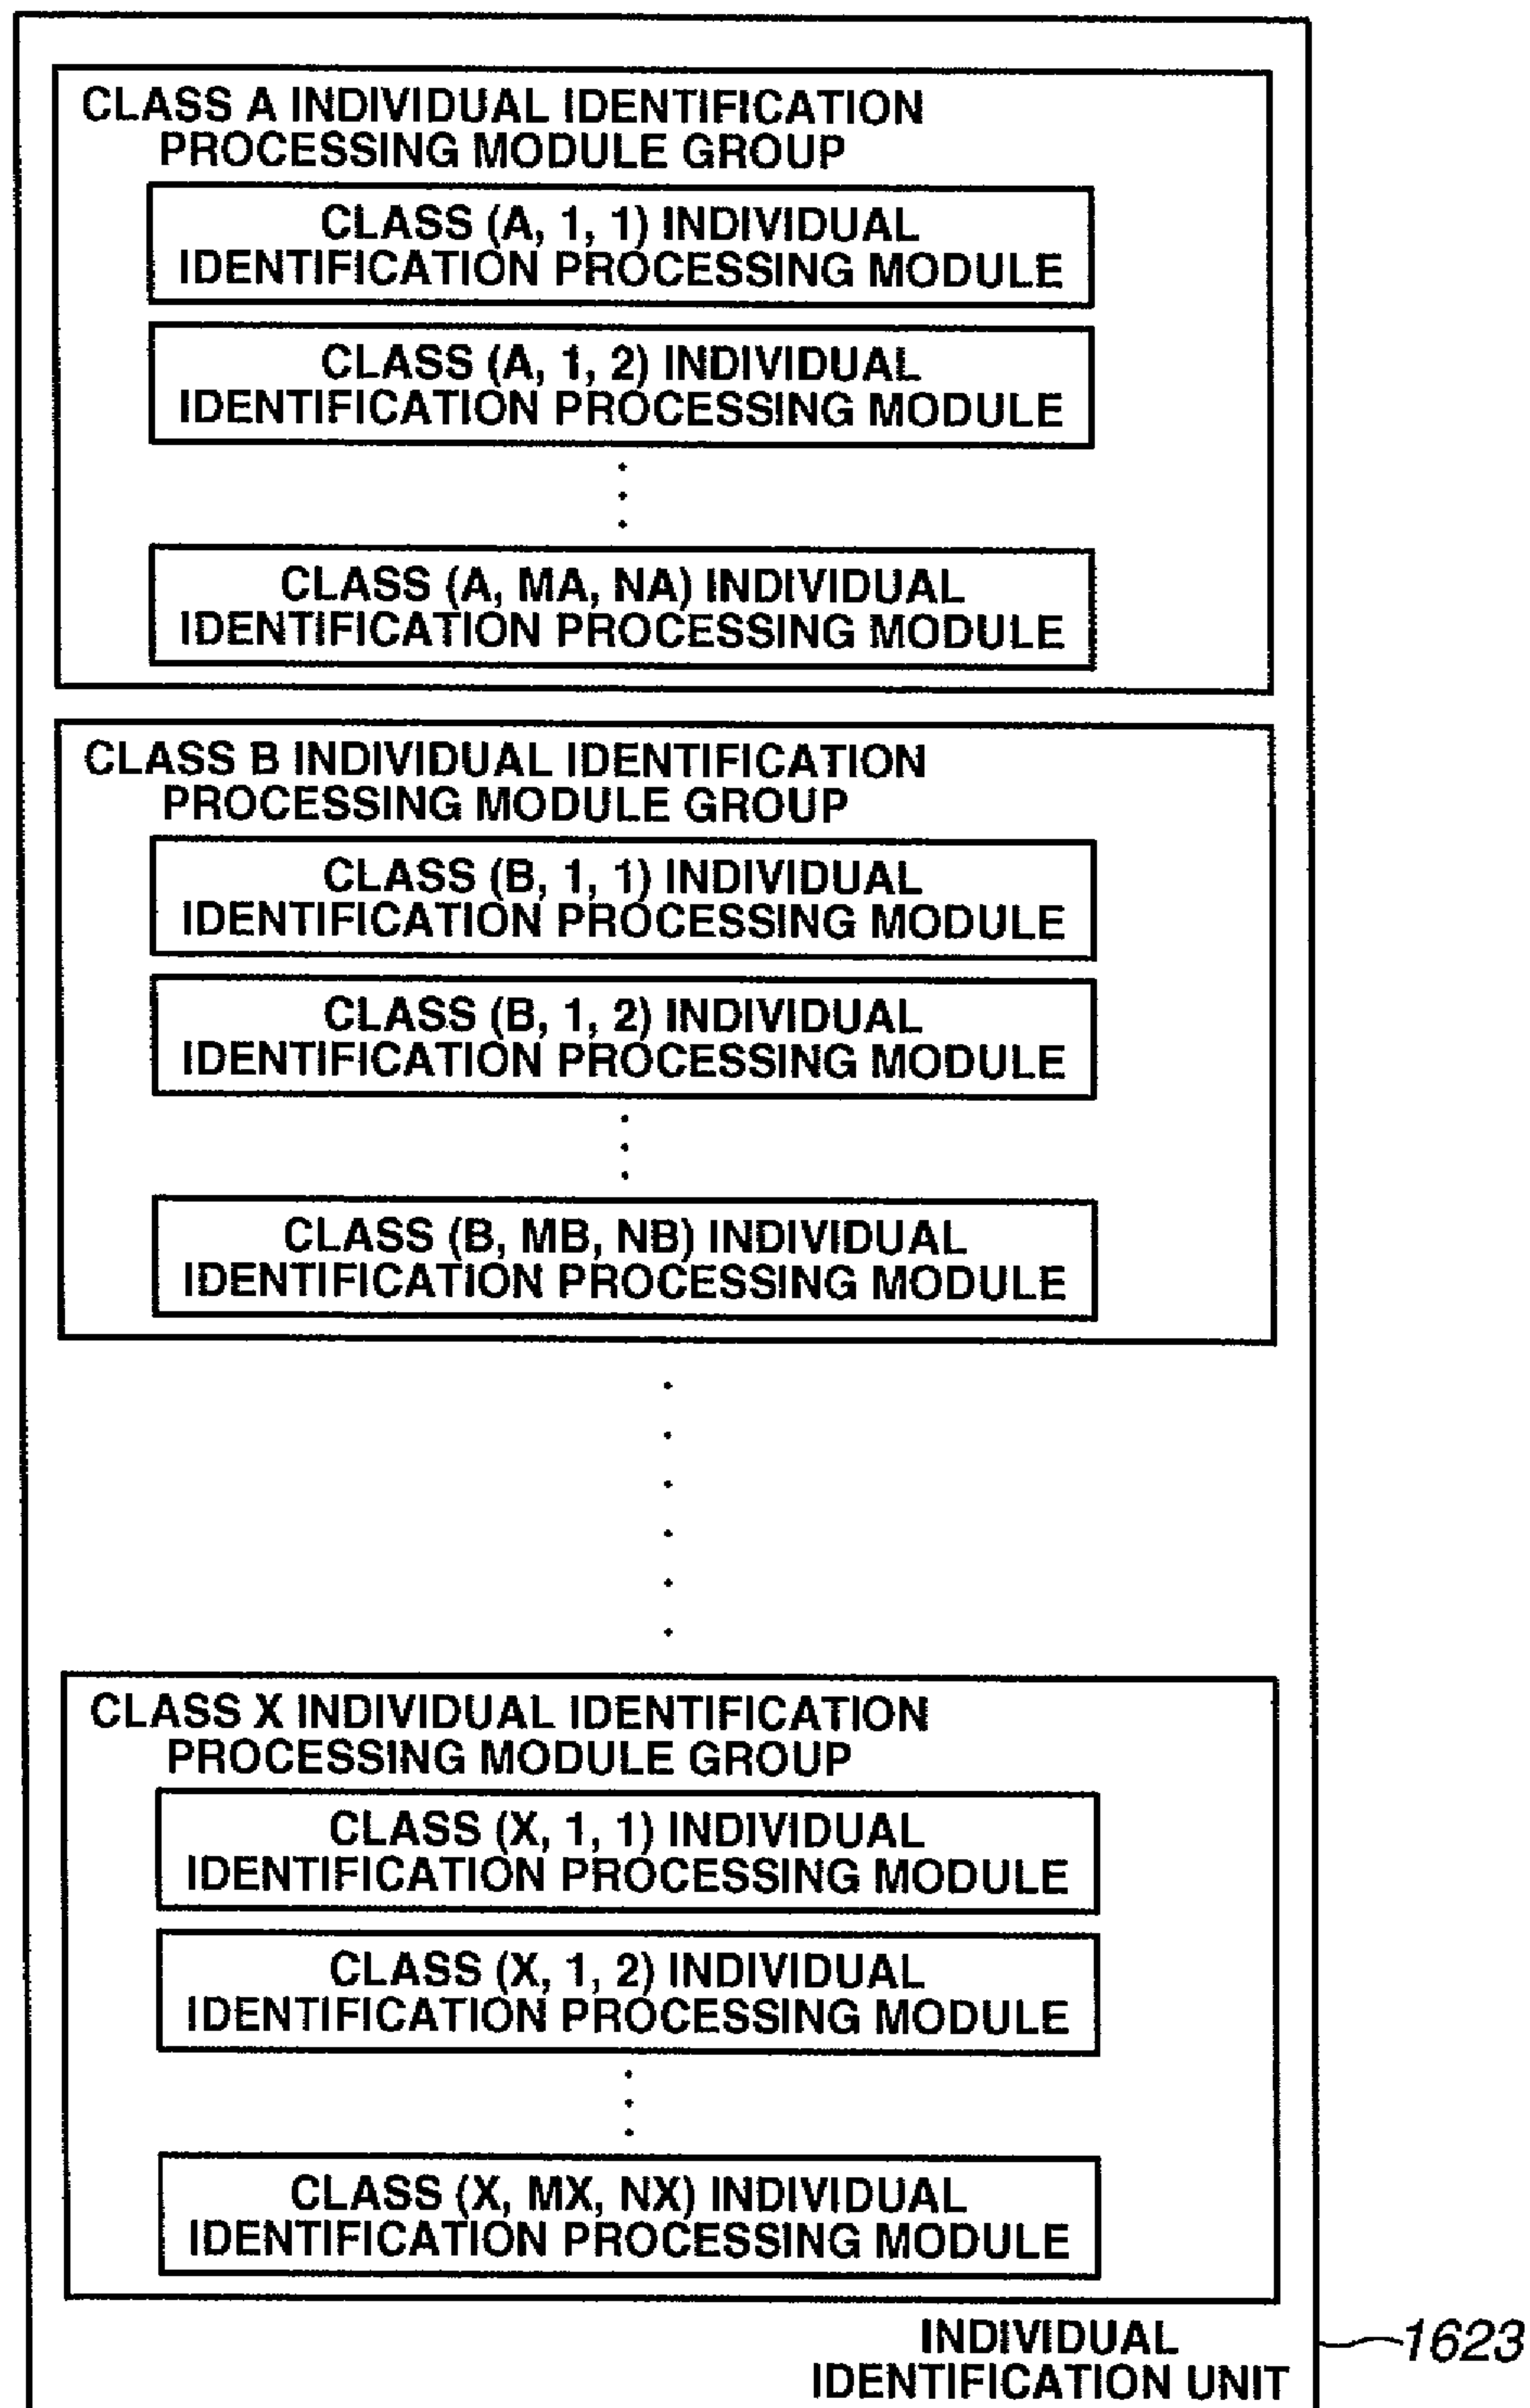 CLASS A INDIVIDUAL IDENTIFICATION
PROCESSING MODULE GROUP
CLASS (A, 1, 1) INDIVIDUAL
IDENTIFICATION PROCESSING MODULE
CLASS (A, 1, 2) INDIVIDUAL
IDENTIFICATION PROCESSING MODULE
CLASS (A, MA, NA) INDIVIDUAL
IDENTIFICATION PROCESSING MODULE
CLASS B INDIVIDUAL IDENTIFICATION
PROCESSING MODULE GROUP
CLASS (B, 1, 1) INDIVIDUAL
IDENTIFICATION PROCESSING MODULE
CLASS (B, 1, 2) INDIVIDUAL
IDENTIFICATION PROCESSING MODULE
CLASS (B, MB, NB) INDIVIDUAL
IDENTIFICATION PROCESSING MODULE
CLASS X INDIVIDUAL IDENTIFICATION
PROCESSING MODULE GROUP
CLASS (X, 1, 1) INDIVIDUAL
IDENTIFICATION PROCESSING MODULE
CLASS (X, 1, 2) INDIVIDUAL
IDENTIFICATION PROCESSING MODULE
CLASS (X, MX, NX) INDIVIDUAL
IDENTIFICATION PROCESSING MODULE
INDIVIDUAL
IDENTIFICATION UNIT
1623